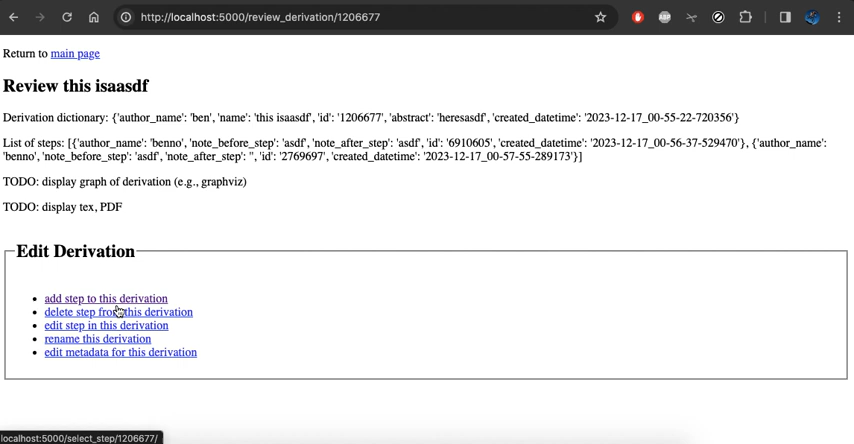 http://localhost:5000/review_derivation/1206677
ABP
Return to main page
Review this isaasdf
Derivation dictionary: {'author_name': 'ben', 'name': 'this isaasdf', 'id': '1206677', 'abstract': 'heresasdf', 'created_datetime': '2023-12-17_00-55-22-720356'}
List of steps: [{'author_name': 'benno', 'note_before_step': 'asdf', 'note_after_step': 'asdf', 'id': '6910605', 'created_datetime': '2023-12-17_00-56-37-529470'}, {'author_name':
'benno', 'note_before_step': 'asdf', 'note_after_step': '', 'id': '2769697', 'created_datetime': '2023-12-17_00-57-55-289173'}]
TODO: display graph of derivation (e.g., graphviz)
TODO: display tex, PDF
Edit Derivation
add step to this derivation
delete step from this derivation
edit step in this derivation
rename this derivation
edit metadata for this derivation
localhost:5000/select_step/1206677/